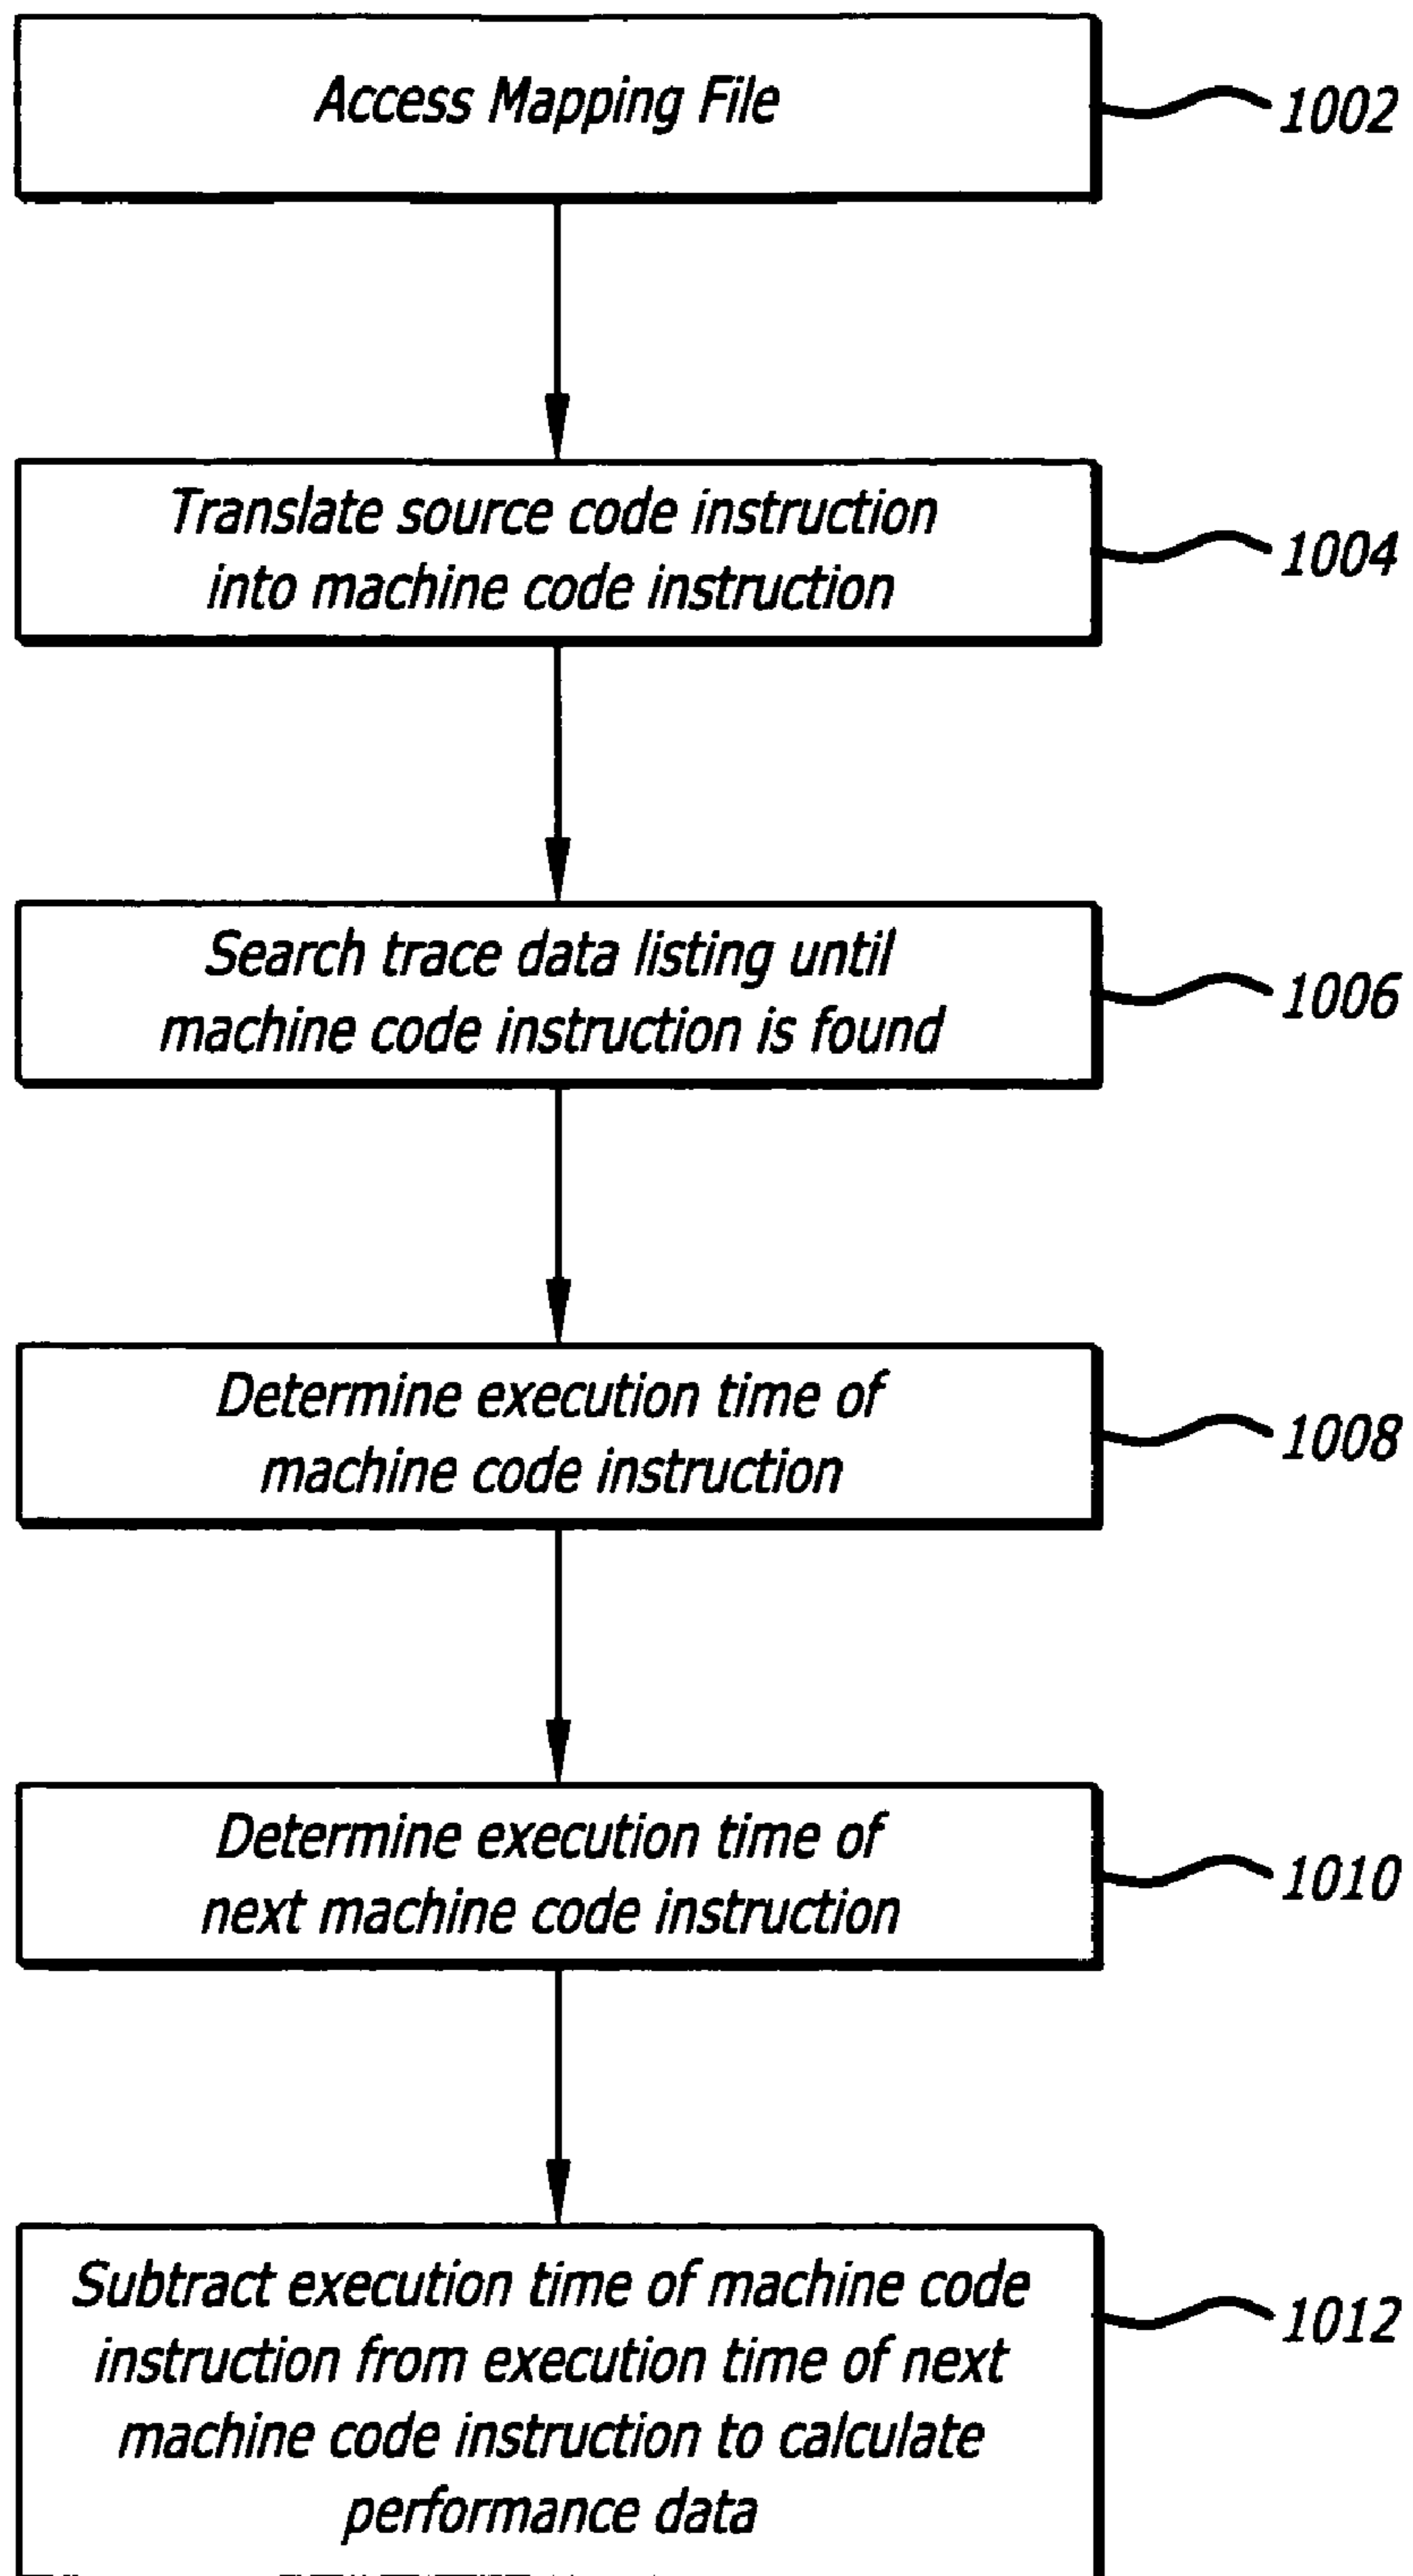 Access Mapping File
1002
Translate source code instruction
into machine code instruction
1004
Search trace data listing until
machine code instruction is found
1006
Determine execution time of
machine code instruction
1008
Determine execution time of
next machine code instruction
1010
Subtract execution time of machine code
instruction from execution time of next
machine code instruction to calculate
performance data
1012